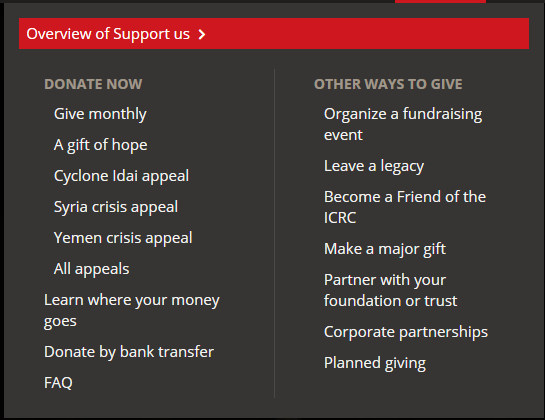 Overview of Support us >
DONATE NOW
Give monthly
A gift of hope
Cyclone Idai appeal
Syria crisis appeal
Yemen crisis appeal
All appeals
Learn where your money
goes
Donate by bank transfer
FAQ
OTHER WAYS TO GIVE
Organize a fundraising
event
Leave a legacy
Become a Friend of the
ICRC
Make a major gift
Partner with your
foundation or trust
Corporate partnerships
Planned giving